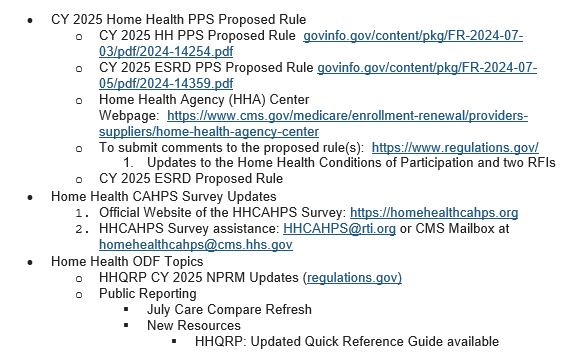 • CY 2025 Home Health PPS Proposed Rule
o CY 2025 HH PPS Proposed Rule govinfo.gov/content/pkg/FR-2024-07-
03/pdf/2024-14254.pdf
o CY 2025 ESRD PPS Proposed Rule govinfo.gov/content/pkg/FR-2024-07-
05/pdf/2024-14359.pdf
o Home Health Agency (HHA) Center
Webpage: https://www.cms.gov/medicare/enrollment-renewal/providers-
suppliers/home-health-agency-center
o To submit comments to the proposed rule(s): https://www.regulations.gov/
1. Updates to the Home Health Conditions of Participation and two RFIs
o CY 2025 ESRD Proposed Rule
• Home Health CAHPS Survey Updates
1. Official Website of the HHCAHPS Survey: https://homehealthcahps.org
2. HHCAHPS Survey assistance: HHCAHPS@rti.org or CMS Mailbox at
homehealthcahps@cms.hhs.gov
• Home Health ODF Topics
o HHQRP CY 2025 NPRM Updates (regulations.gov)
o Public Reporting
▪ July Care Compare Refresh
▪ New Resources
▪ HHQRP: Updated Quick Reference Guide available